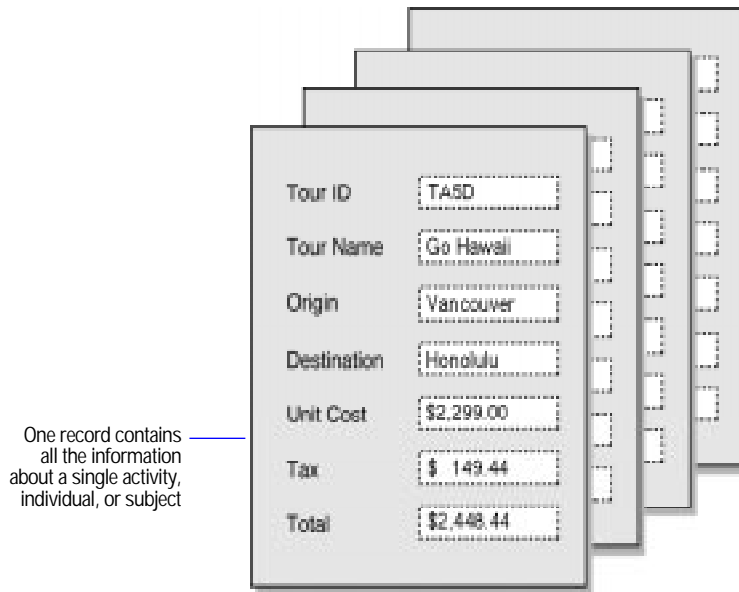 Tour ID TA5D
Tour Name Go Hawaii
Origin Vancouver
Destination Honolulu
Unit Cost $2,299.00
Tax $ 149.44
Total $2,448.44
One record contains
all the information
about a single activity,
individual, or subject